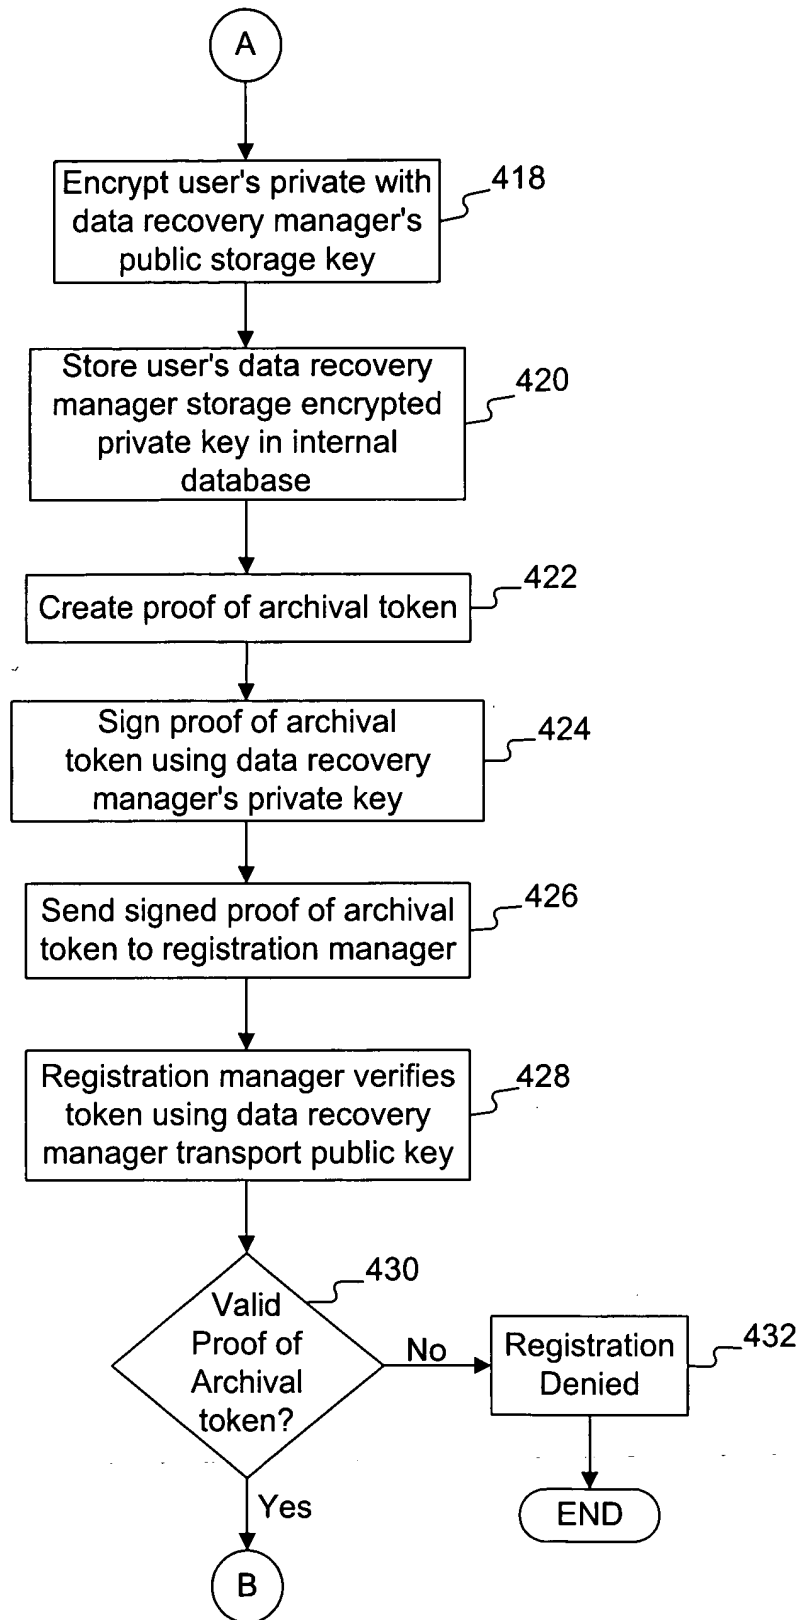 A
Encrypt user's private with
data recovery manager's
public storage key
418
Store user's data recovery
manager storage encrypted
private key in internal
database
420
Create proof of archival token
422
Sign proof of archival
token using data recovery
manager's private key
424
Send signed proof of archival
token to registration manager
426
Registration manager verifies
token using data recovery
manager transport public key
428
Valid
Proof of
Archival
token?
430
No
Registration
Denied
432
END
Yes
B